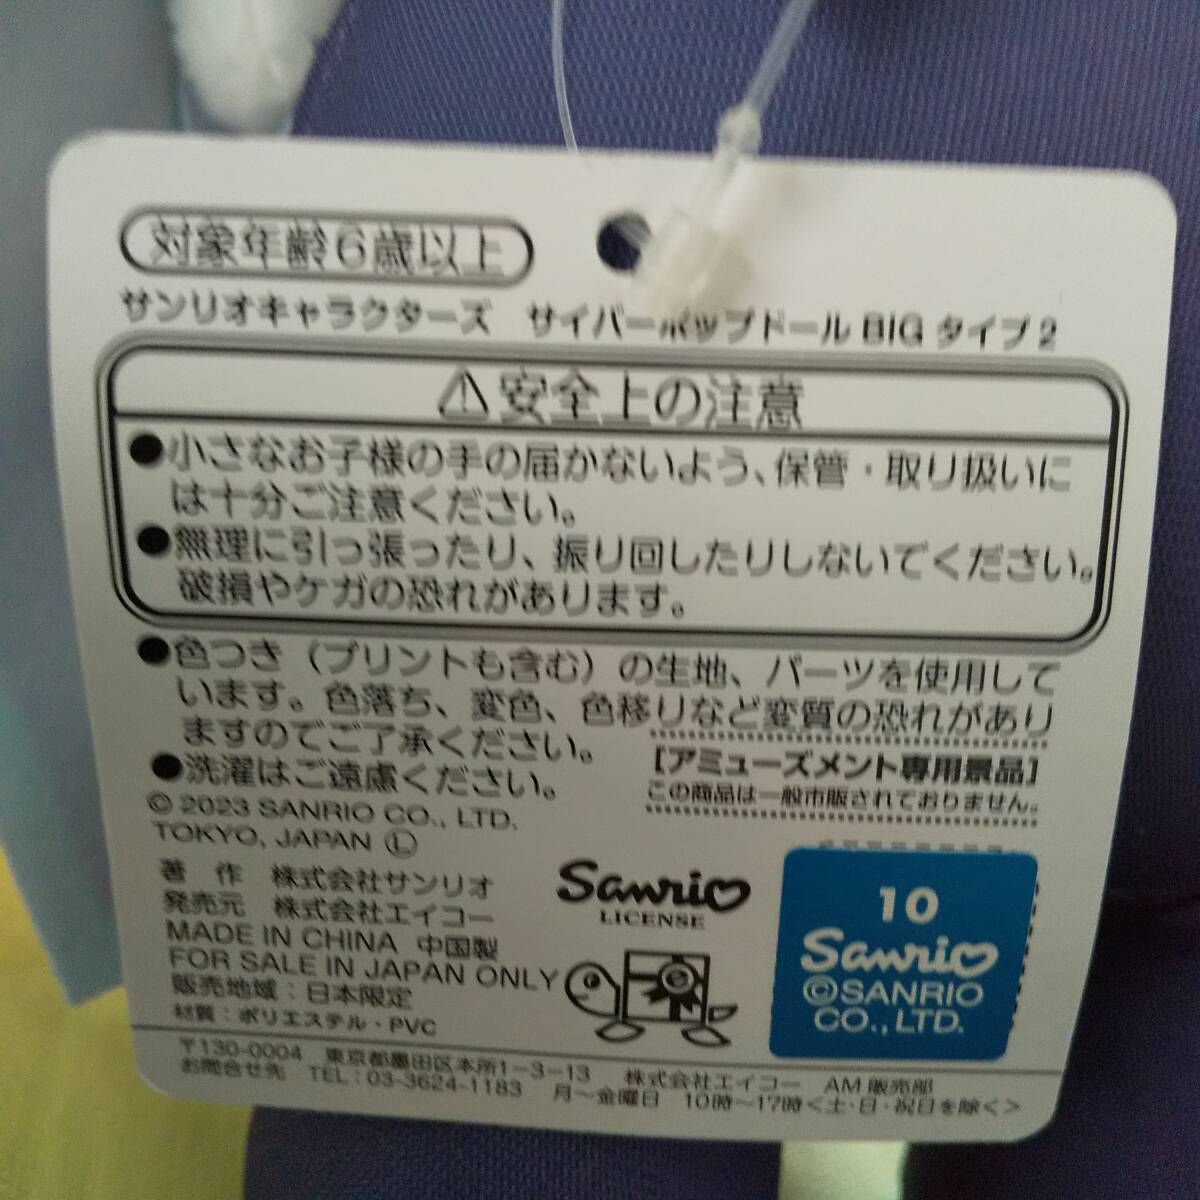 対象年齢6歳以上
サンリオキャラクターズ サイバーポップドール BIG タイプ2
⚠安全上の注意
●小さなお子様の手の届かないよう、保管・取り扱いに
は十分ご注意ください。
●無理に引っ張ったり、振り回したりしないでください。
破損やケガの恐れがあります。
●色つき（プリントも含む）の生地、パーツを使用して
います。色落ち、変色、色移りなど変質の恐れがあり
ますのでご了承ください。
●洗濯はご遠慮ください。
［アミューズメント専用景品］
この商品は一般市販されておりません。
© 2023 SANRIO CO., LTD.
TOKYO, JAPAN Ⓛ
著 作 株式会社サンリオ
発売元 株式会社エイコー
MADE IN CHINA 中国製
FOR SALE IN JAPAN ONLY
販売地域：日本限定
材質：ポリエステル・PVC
Sanrio
LICENSE
10
Sanrio
©SANRIO
CO., LTD.
〒130-0004 東京都墨田区本所1-3-13 株式会社エイコー AM販売部
お問合せ先 TEL：03-3624-1183 月～金曜日 10時～17時＜土・日・祝日を除く＞